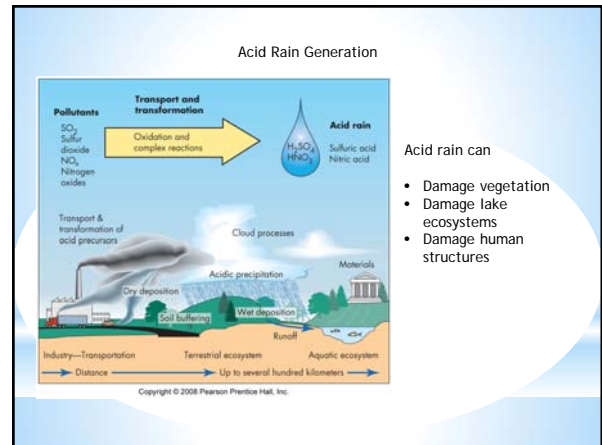 Acid Rain Generation
Pollutants
SO₂
Sulfur
dioxide
NOₓ
Nitrogen
oxides
Transport and
transformation
Oxidation and
complex reactions
H₂SO₄
HNO₃
Acid rain
Sulfuric acid
Nitric acid
Transport &
transformation of
acid precursors
Cloud processes
Acidic precipitation
Materials
Dry deposition
Soil buffering
Wet deposition
Runoff
Industry—Transportation
Terrestrial ecosystem
Aquatic ecosystem
Distance
Up to several hundred kilometers
Copyright © 2008 Pearson Prentice Hall, Inc.
Acid rain can
• Damage vegetation
• Damage lake
ecosystems
• Damage human
structures